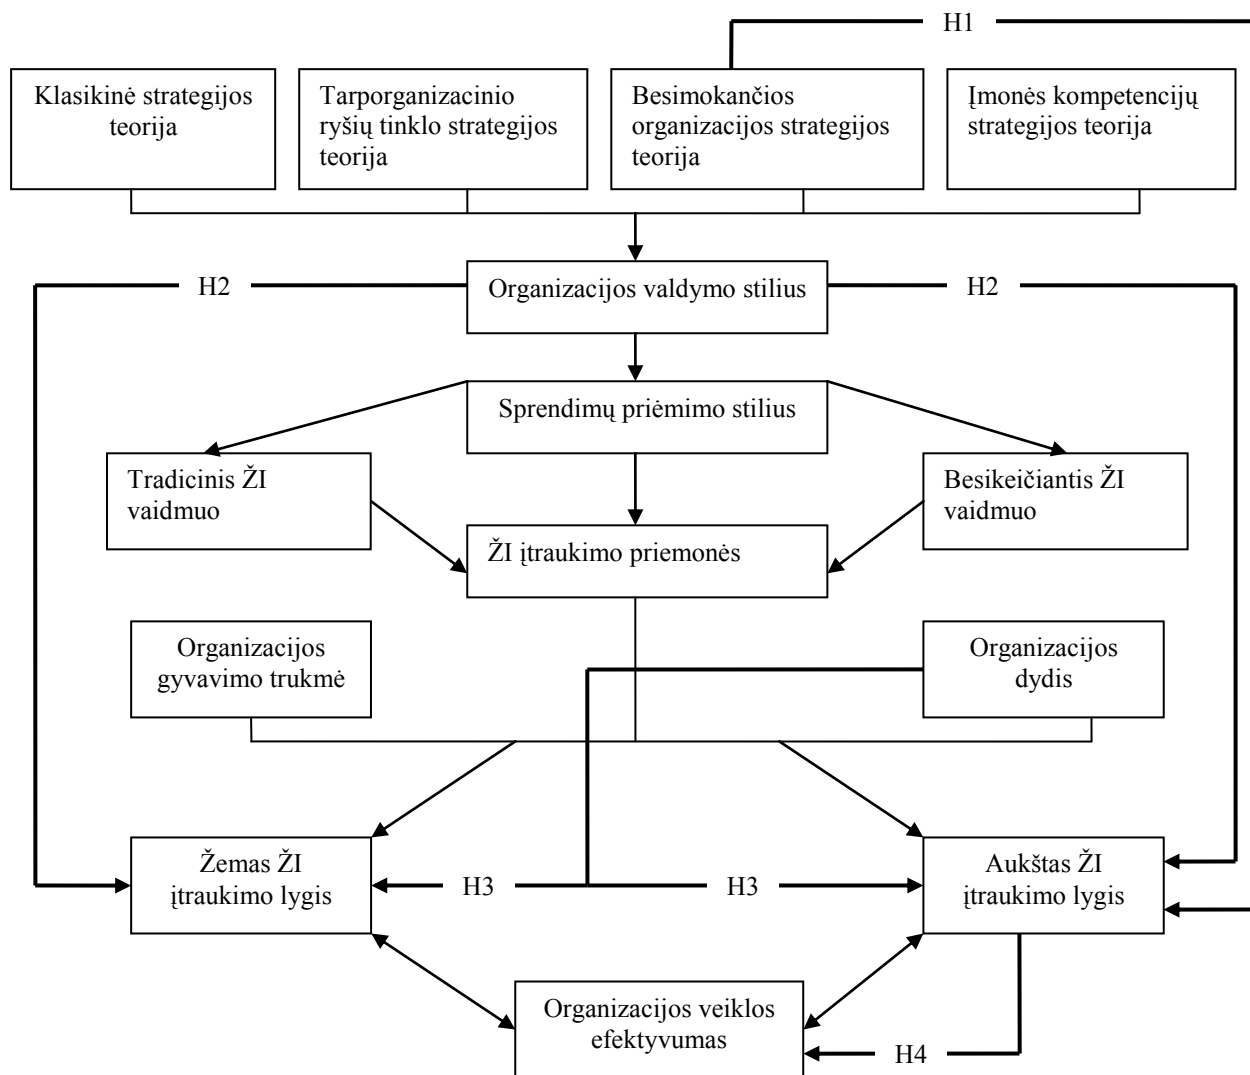 H1
Klasikinė strategijos
teorija
Tarporganizacinio
ryšių tinklo strategijos
teorija
Besimokančios
organizacijos strategijos
teorija
Įmonės kompetencijų
strategijos teorija
H2
Organizacijos valdymo stilius
H2
Sprendimų priėmimo stilius
Tradicinis ŽI
vaidmuo
Besikeičiantis ŽI
vaidmuo
ŽI įtraukimo priemonės
Organizacijos
gyvavimo trukmė
Organizacijos
dydis
Žemas ŽI
įtraukimo lygis
H3
H3
Aukštas ŽI
įtraukimo lygis
Organizacijos veiklos
efektyvumas
H4